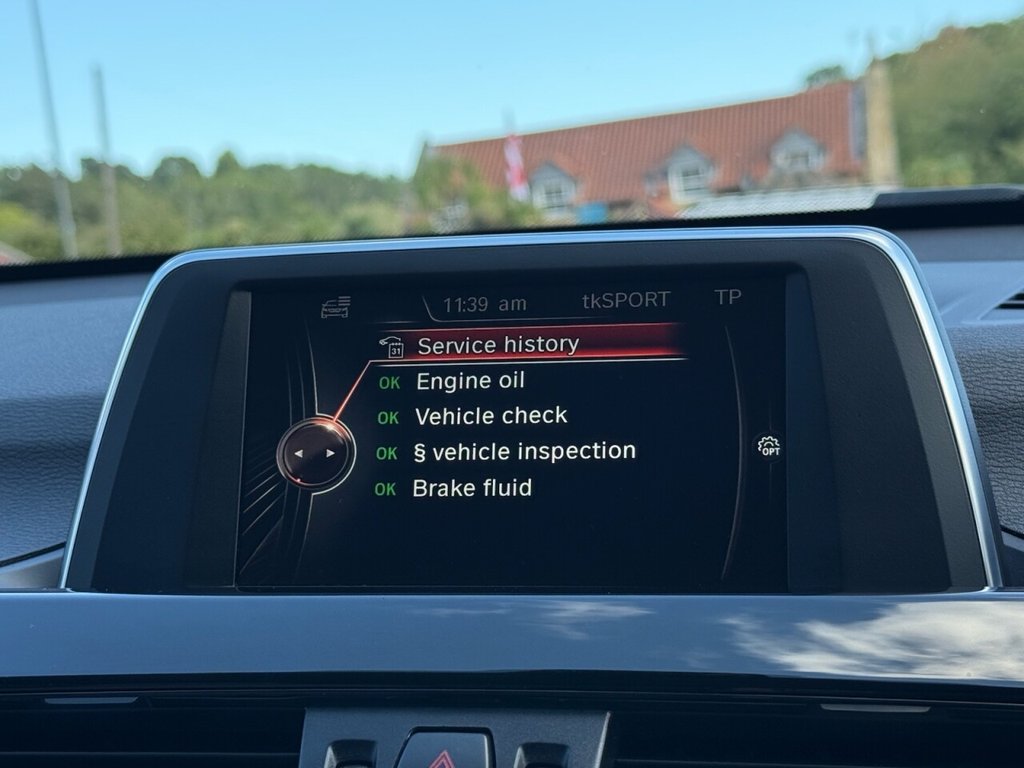 11:39 am tkSPORT TP
31 Service history
OK Engine oil
OK Vehicle check
OK § vehicle inspection
OK Brake fluid
OPT